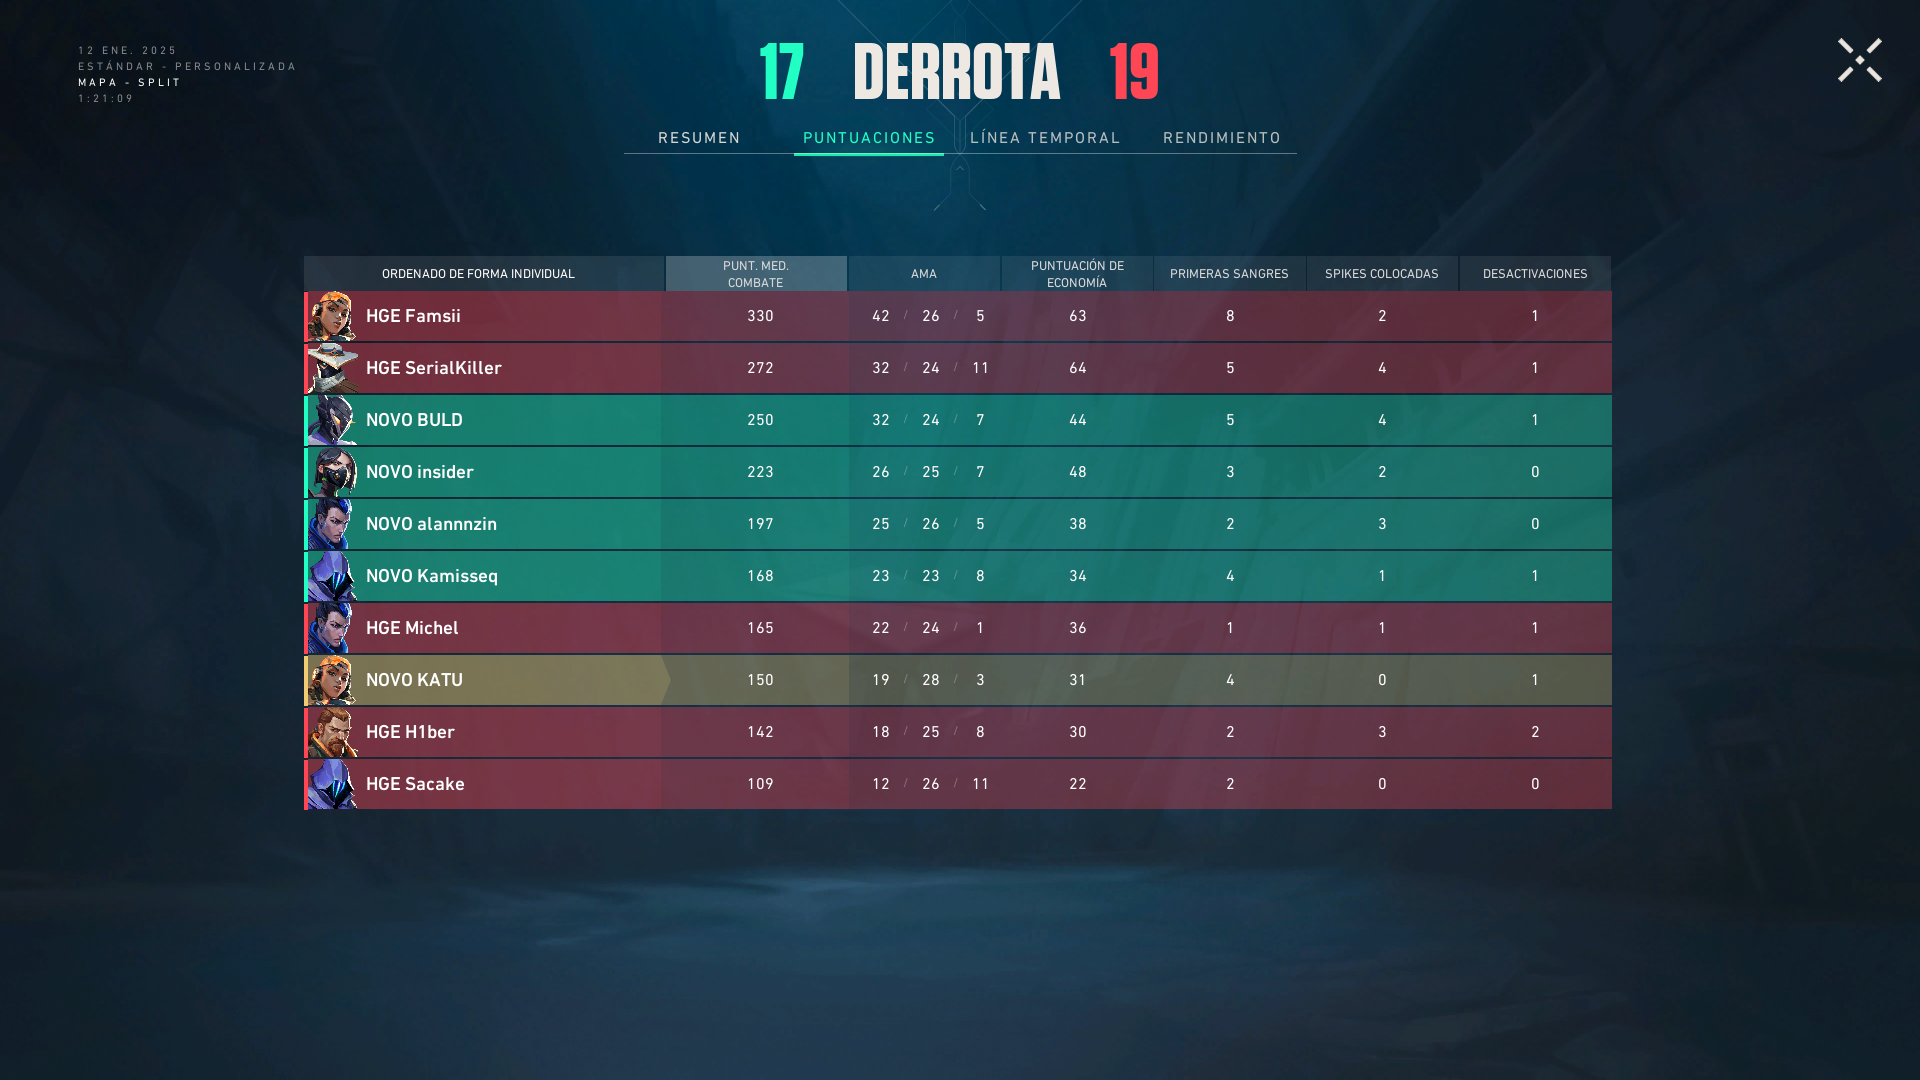 12 ENE. 2025
ESTÁNDAR - PERSONALIZADA
MAPA - SPLIT
1:21:09
17 DERROTA 19
RESUMEN PUNTUACIONES LÍNEA TEMPORAL RENDIMIENTO
ORDENADO DE FORMA INDIVIDUAL PUNT. MED. COMBATE AMA PUNTUACIÓN DE ECONOMÍA PRIMERAS SANGRES SPIKES COLOCADAS DESACTIVACIONES
HGE Famsii 330 42 / 26 / 5 63 8 2 1
HGE SerialKiller 272 32 / 24 / 11 64 5 4 1
NOVO BULD 250 32 / 24 / 7 44 5 4 1
NOVO insider 223 26 / 25 / 7 48 3 2 0
NOVO alannnzin 197 25 / 26 / 5 38 2 3 0
NOVO Kamisseq 168 23 / 23 / 8 34 4 1 1
HGE Michel 165 22 / 24 / 1 36 1 1 1
NOVO KATU 150 19 / 28 / 3 31 4 0 1
HGE H1ber 142 18 / 25 / 8 30 2 3 2
HGE Sacake 109 12 / 26 / 11 22 2 0 0